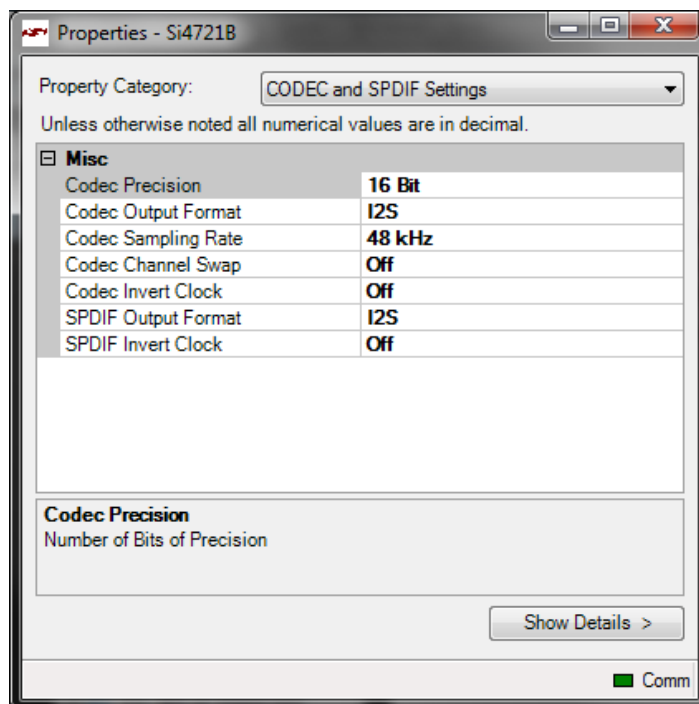 Properties - Si4721B
Property Category: CODEC and SPDIF Settings
Unless otherwise noted all numerical values are in decimal.
Misc
Codec Precision 16 Bit
Codec Output Format I2S
Codec Sampling Rate 48 kHz
Codec Channel Swap Off
Codec Invert Clock Off
SPDIF Output Format I2S
SPDIF Invert Clock Off
Codec Precision
Number of Bits of Precision
Show Details >
Comm